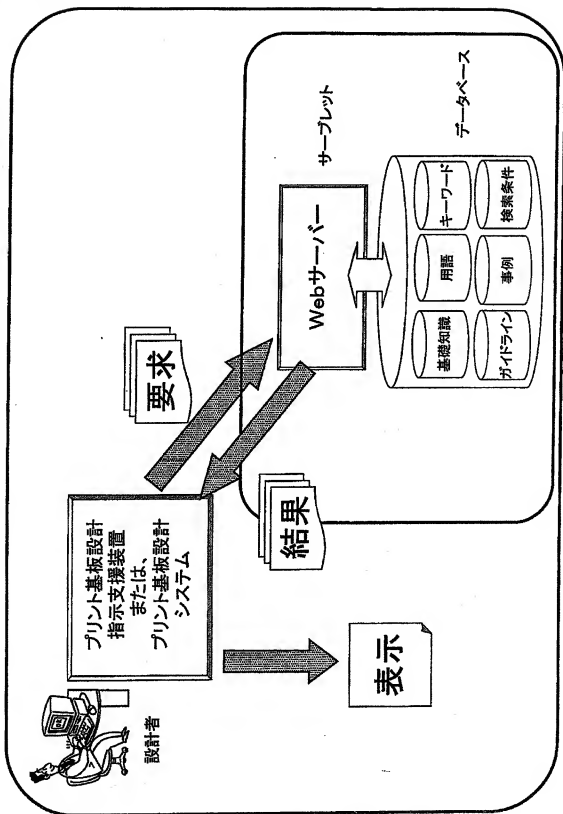 設計者
プリント基板設計
指示支援装置
または、
プリント基板設計
システム
表示
要求
結果
Webサーバー
サーブレット
データベース
基礎知識
用語
キーワード
ガイドライン
事例
検索条件